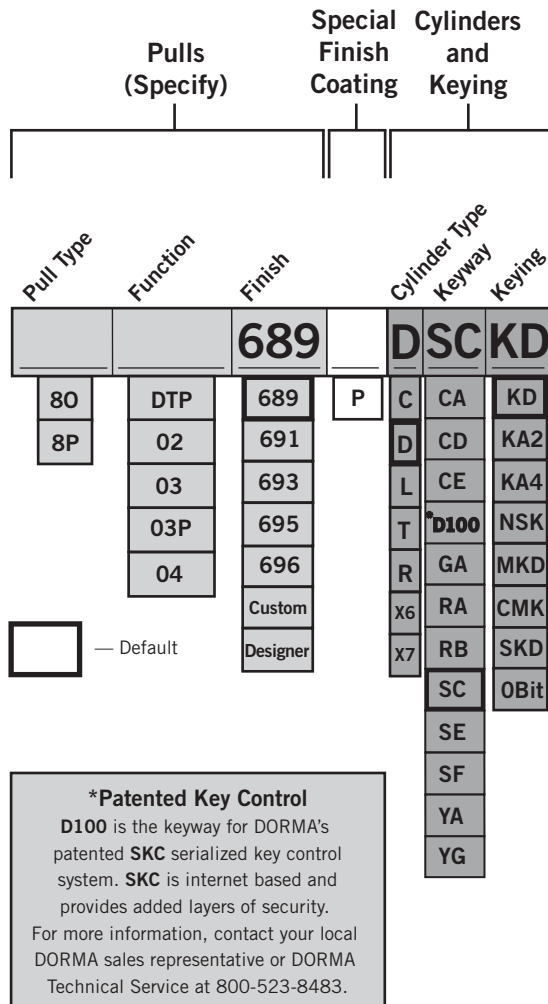 Pulls
(Specify)
Special
Finish
Coating
Cylinders
and
Keying
Pull Type
Function
Finish
Cylinder Type
Keyway
Keying
689 D SC KD
80 DTP 689 P C CA KD
8P 02 691 D CD KA2
03 693 L CE KA4
03P 695 T *D100 NSK
04 696 R GA MKD
Custom X6 RA CMK
— Default Designer X7 RB SKD
SC 0Bit
SE
SF
YA
YG
*Patented Key Control
D100 is the keyway for DORMA's
patented SKC serialized key control
system. SKC is internet based and
provides added layers of security.
For more information, contact your local
DORMA sales representative or DORMA
Technical Service at 800-523-8483.